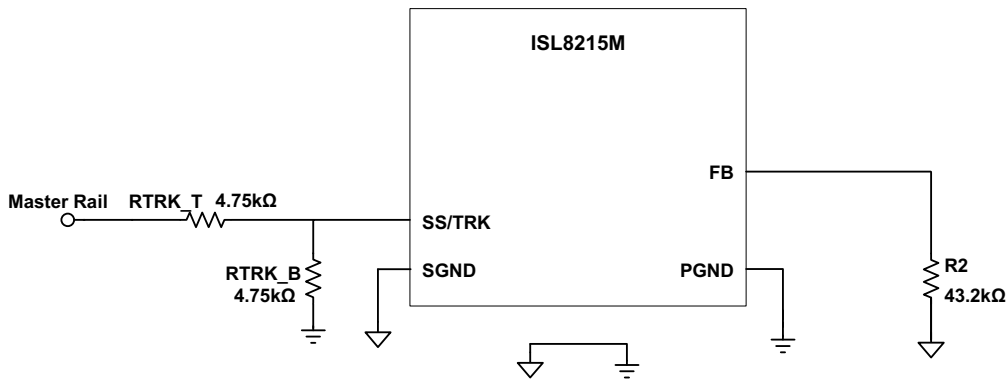 ISL8215M
FB
Master Rail
RTRK_T 4.75kΩ
SS/TRK
RTRK_B
4.75kΩ
SGND
PGND
R2
43.2kΩ